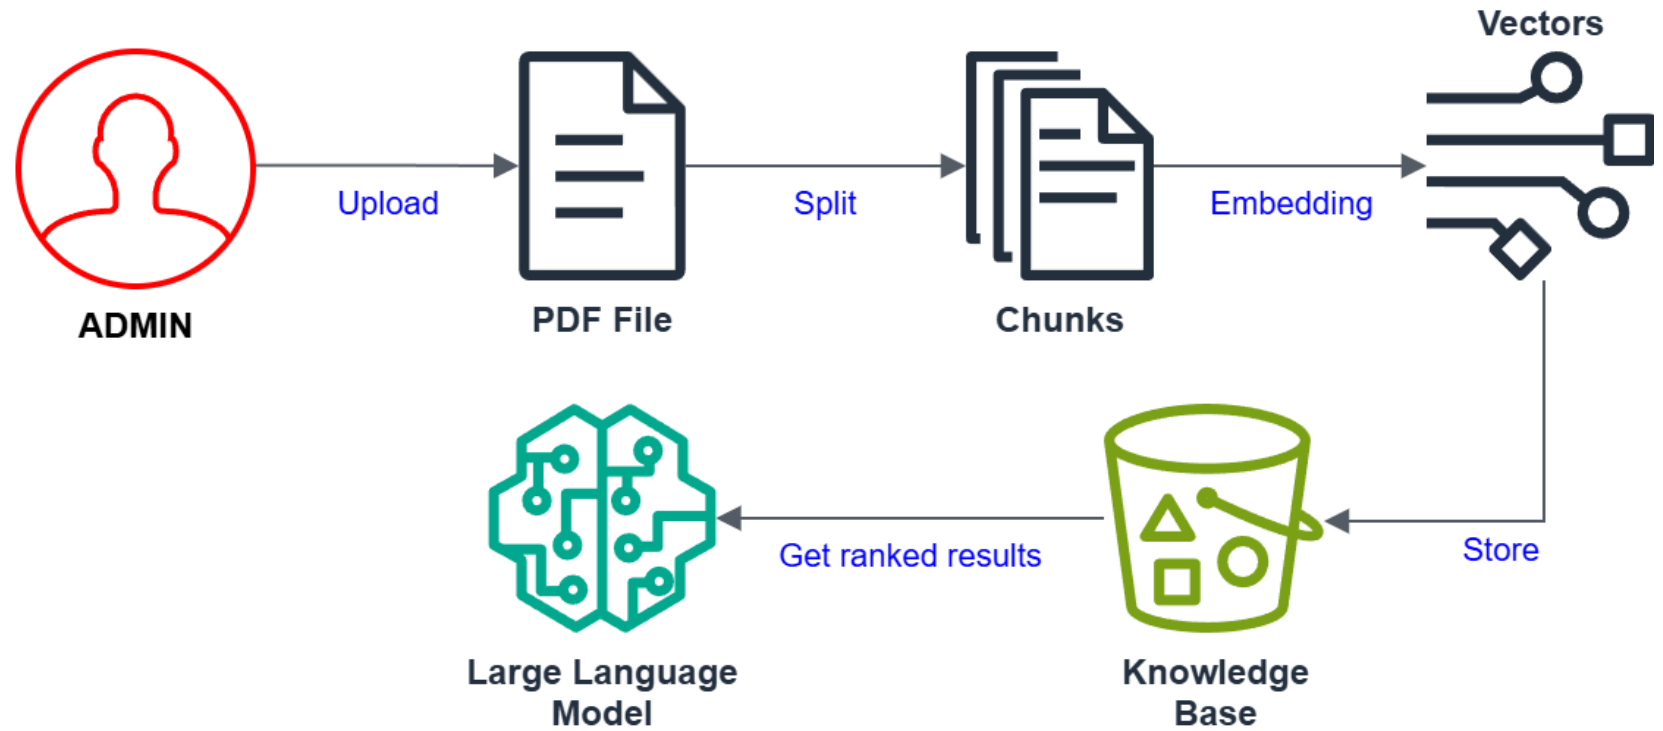 Vectors
Upload
Split
Embedding
ADMIN
PDF File
Chunks
Get ranked results
Store
Large Language
Model
Knowledge
Base